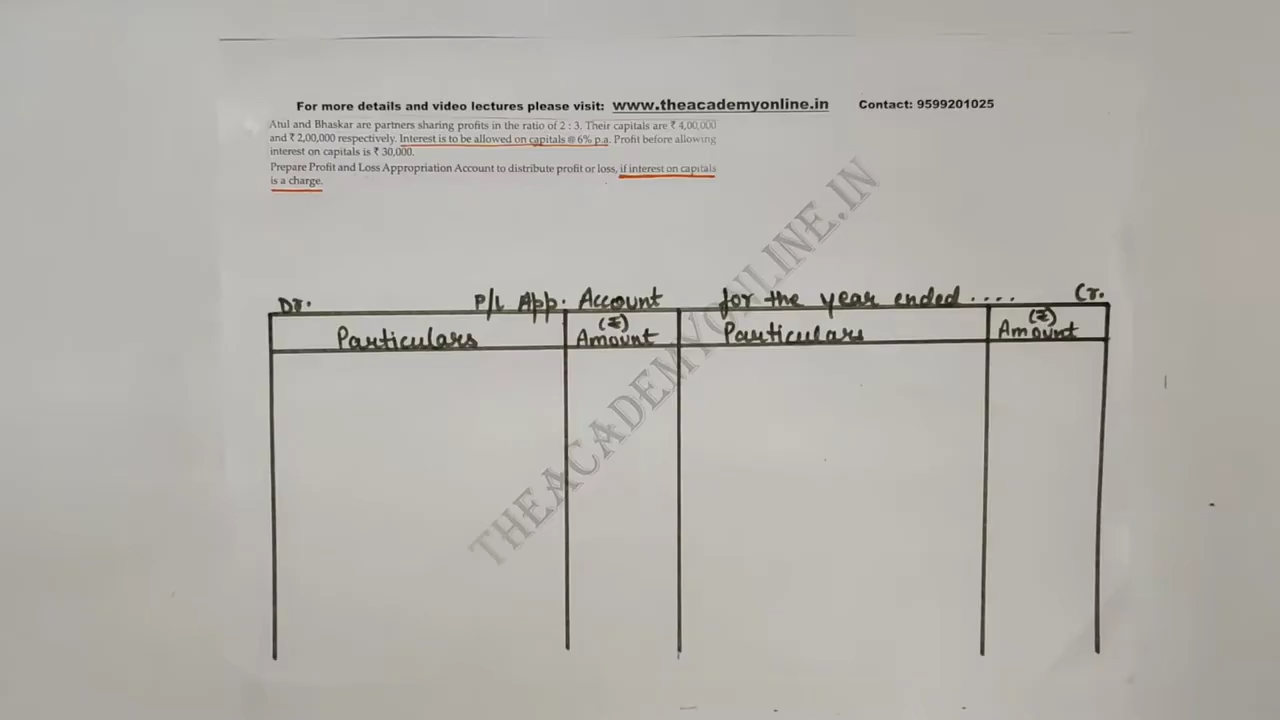 For more details and video lectures please visit: www.theacademyonline.in Contact: 9599201025
Atul and Bhaskar are partners sharing profits in the ratio of 2 : 3. Their capitals are ₹ 4,00,000
and ₹ 2,00,000 respectively. Interest is to be allowed on capitals @ 6% p.a. Profit before allowing
interest on capitals is ₹ 30,000.
Prepare Profit and Loss Appropriation Account to distribute profit or loss, if interest on capitals
is a charge.
Dr. P/L App. Account for the year ended .... Cr.
Particulars (₹) Amount Particulars (₹) Amount
THEACADEMYONLINE.IN